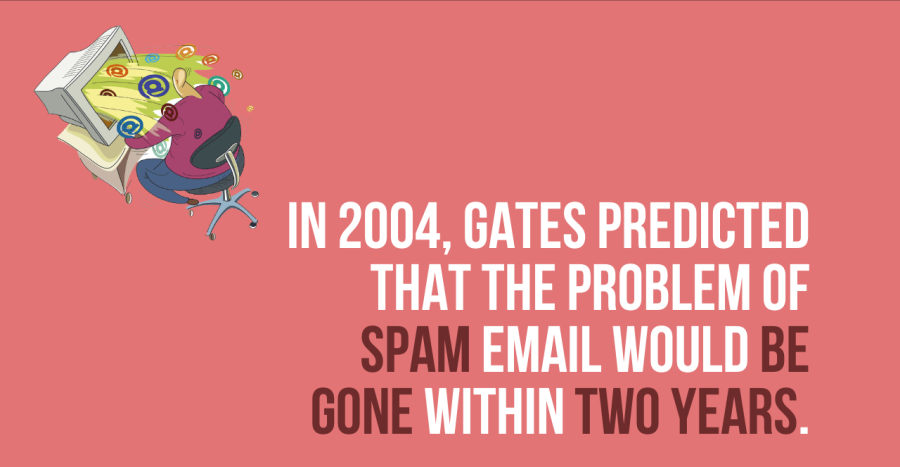 IN 2004, GATES PREDICTED
THAT THE PROBLEM OF
SPAM EMAIL WOULD BE
GONE WITHIN TWO YEARS.